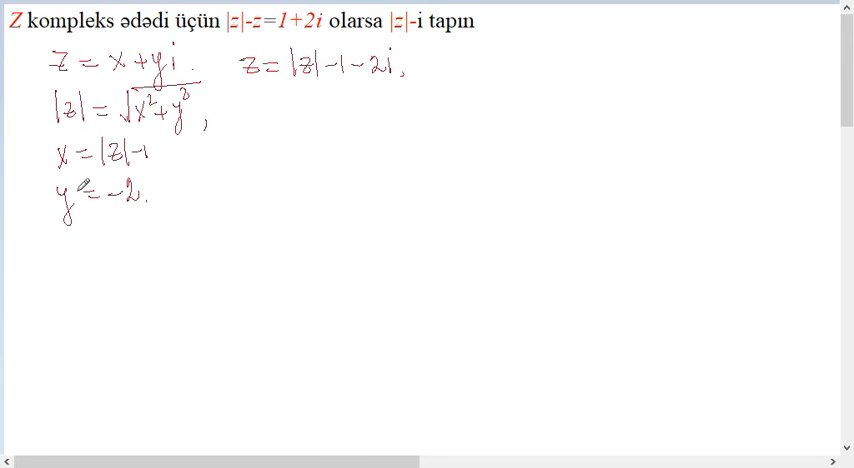 Z kompleks ədədi üçün |z|-z=1+2i olarsa |z|-i tapın
z = x + yi. z = |z| - 1 - 2i,
|z| = √x²+y²,
x = |z| - 1
y = -2.